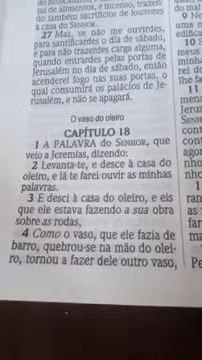 ras de alimentos, e incenso, trazen-
do também sacrifícios de louvores
à casa do SENHOR.
27 Mas, se não me ouvirdes,
para santificardes o dia de sábado,
e para não trazerdes carga alguma,
quando entrardes pelas portas de
Jerusalém no dia de sábado, então
acenderei fogo nas suas portas, o
qual consumirá os palácios de Je-
rusalém, e não se apagará.
O vaso do oleiro
CAPÍTULO 18
1 A PALAVRA do SENHOR, que
veio a Jeremias, dizendo:
2 Levanta-te, e desce à casa do
oleiro, e lá te farei ouvir as minhas
palavras.
3 E desci à casa do oleiro, e eis
que ele estava fazendo a sua obra
sobre as rodas,
4 Como o vaso, que ele fazia de
barro, quebrou-se na mão do olei-
ro, tornou a fazer dele outro vaso,